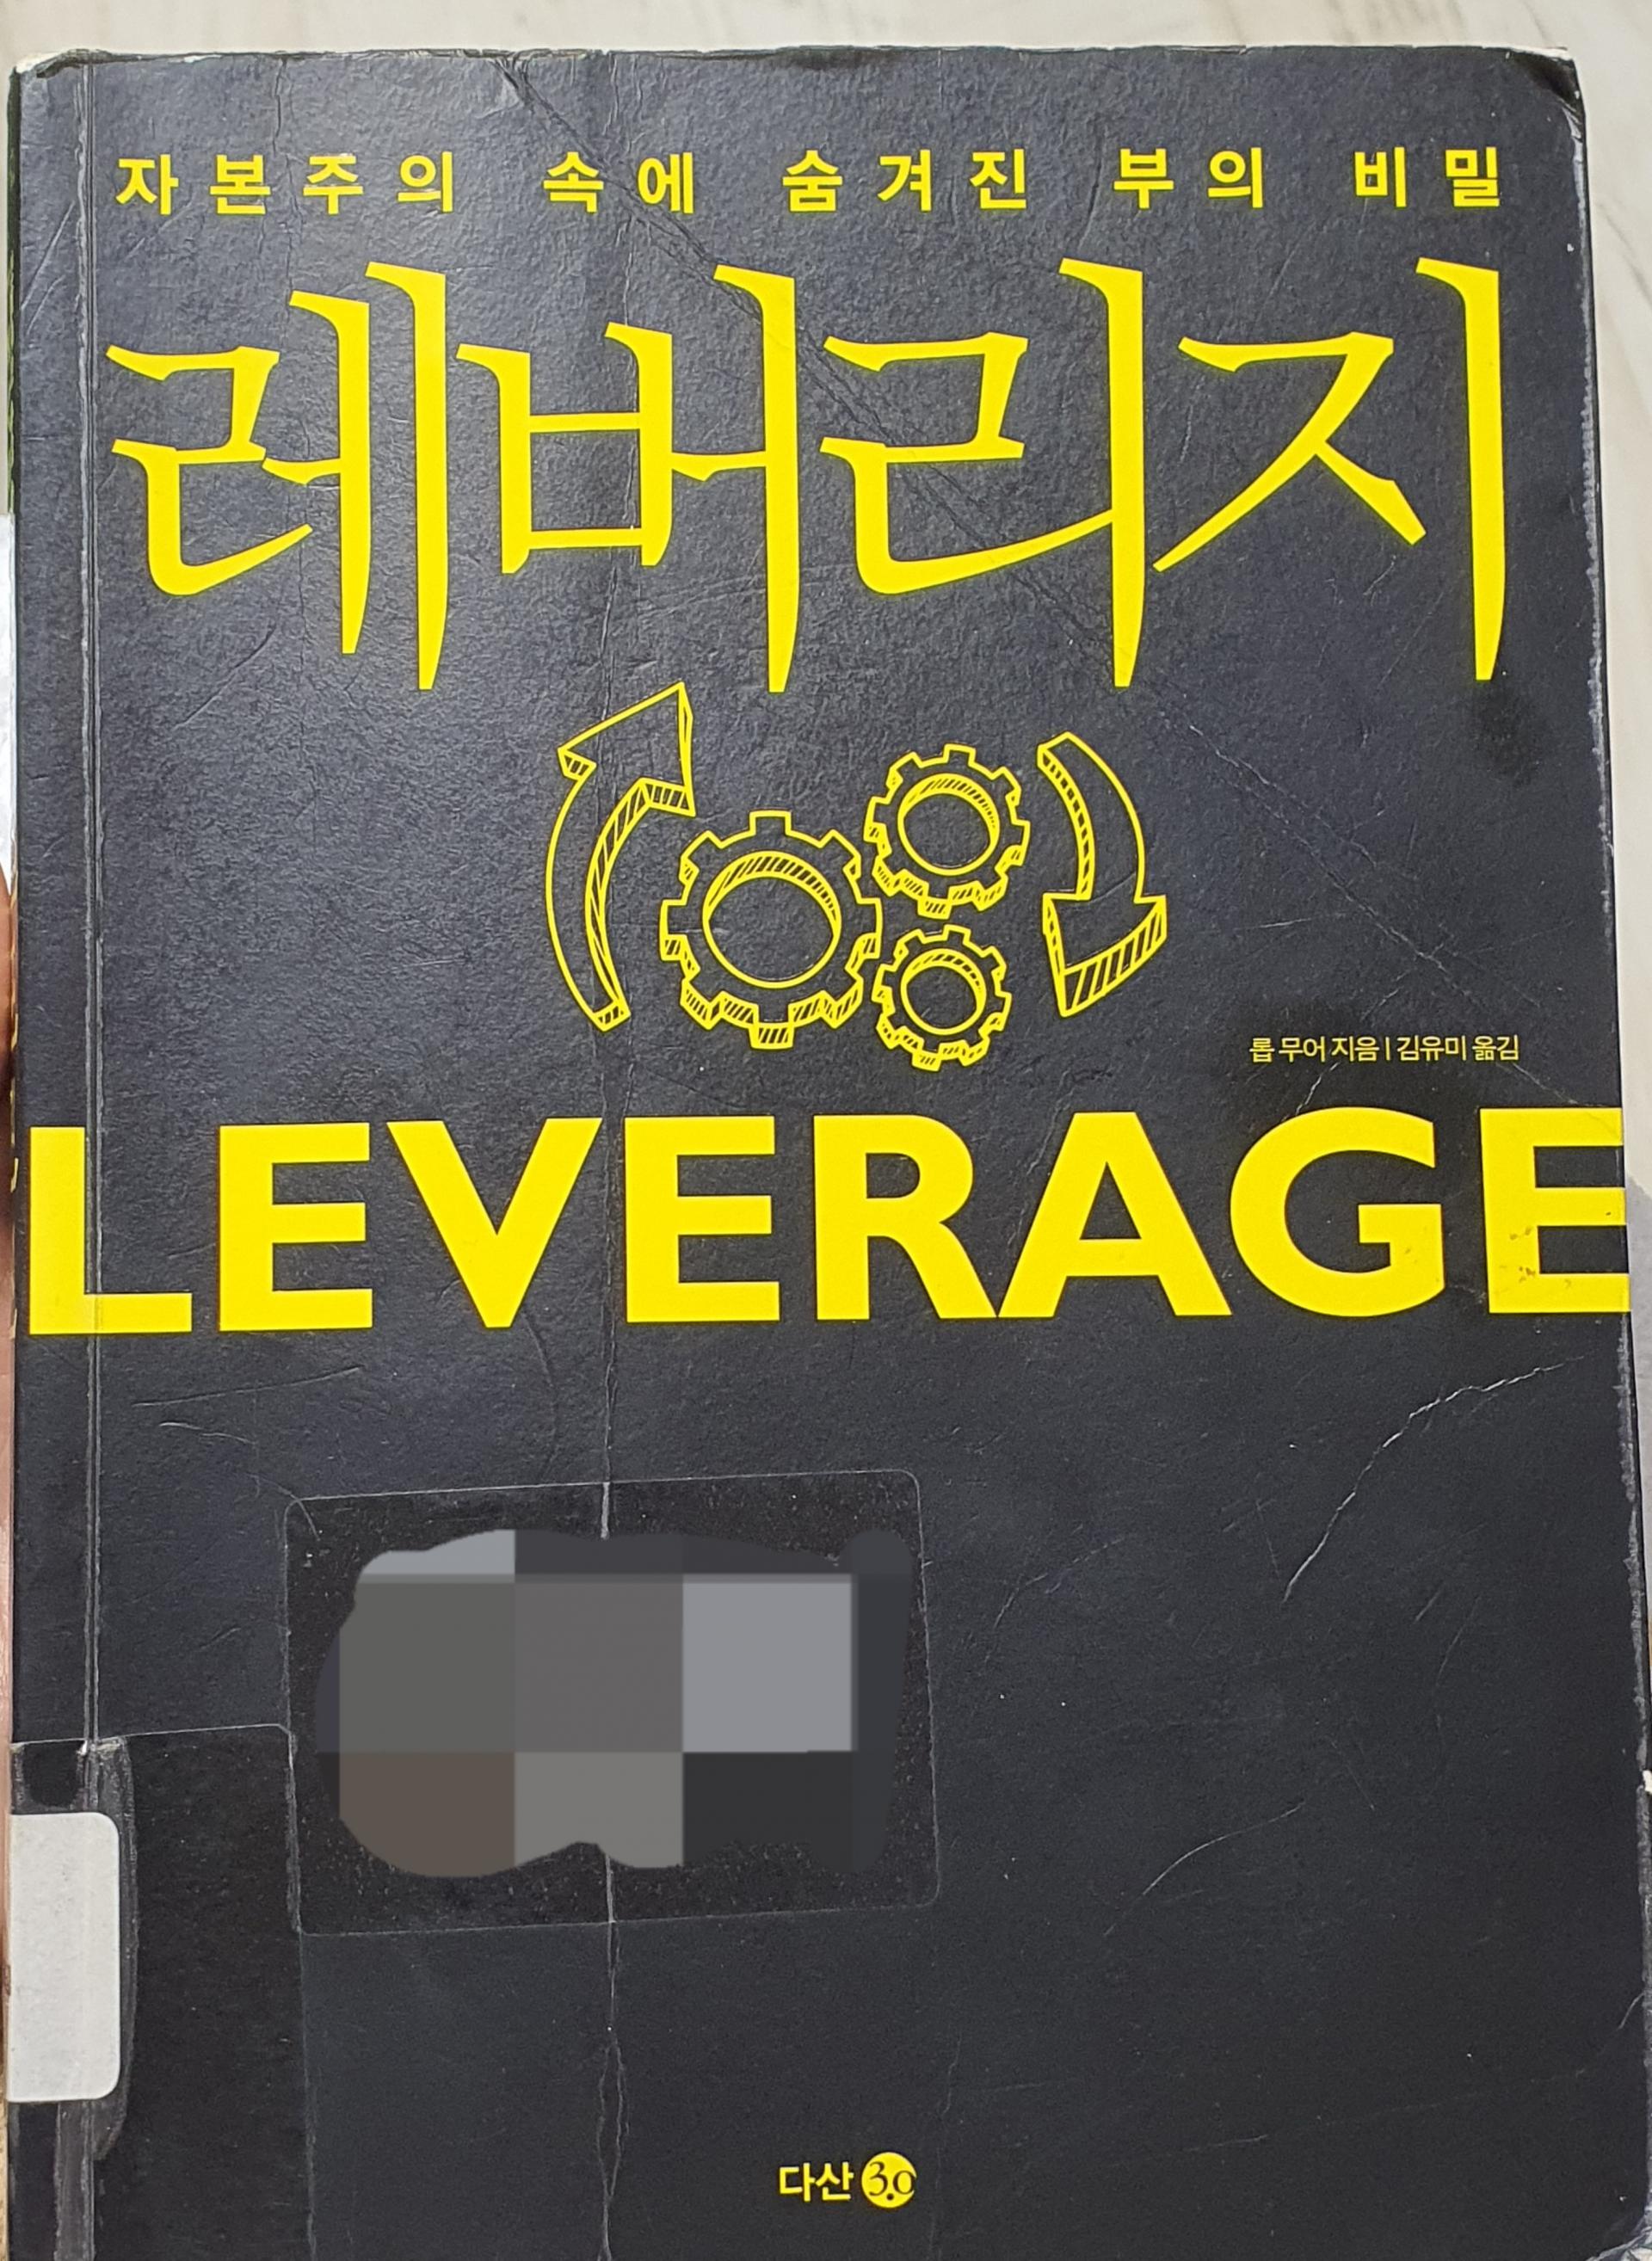 자본주의 속에 숨겨진 부의 비밀
레버리지
롭 무어 지음 | 김유미 옮김
LEVERAGE
다산 3.0